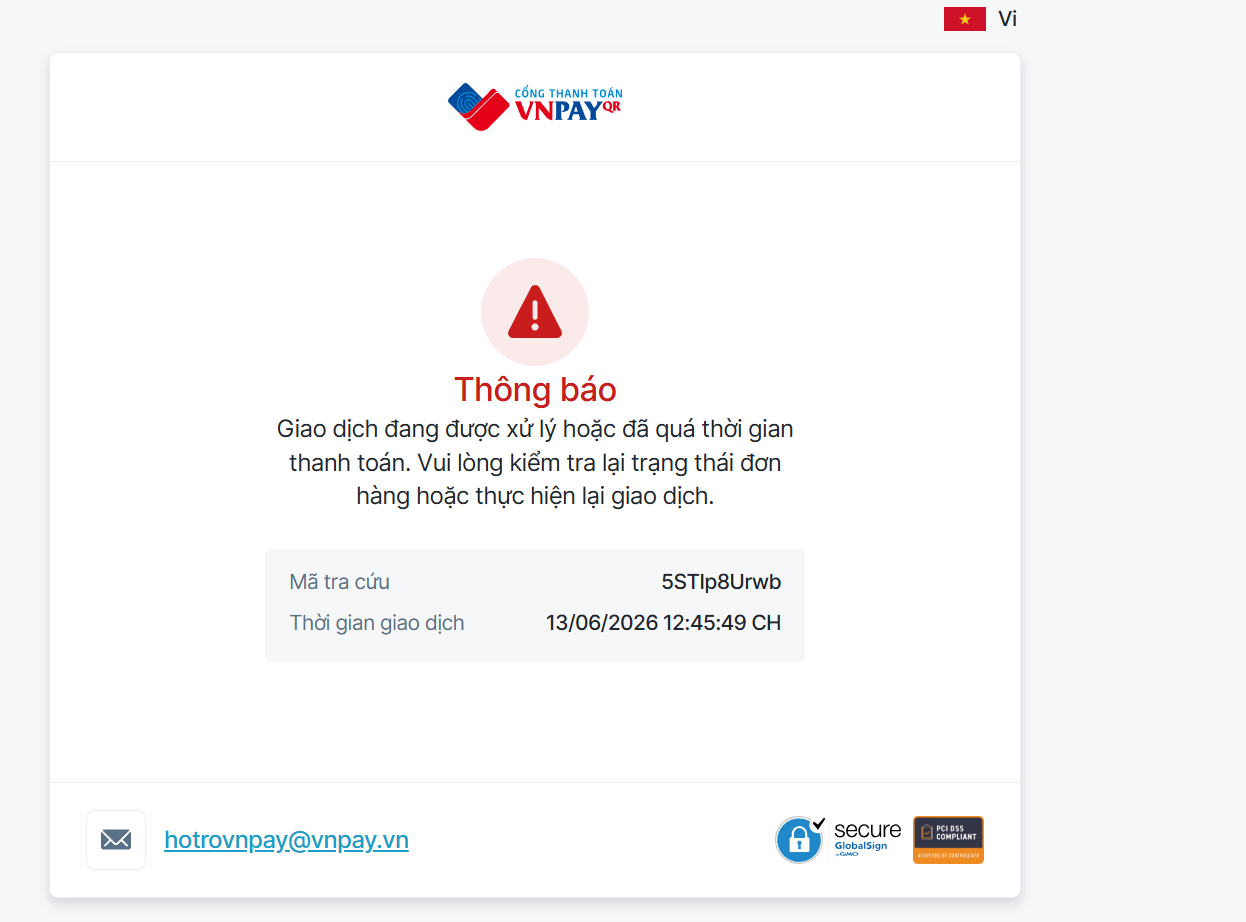 Vi
CỔNG THANH TOÁN
VNPAYQR
Thông báo
Giao dịch đang được xử lý hoặc đã quá thời gian
thanh toán. Vui lòng kiểm tra lại trạng thái đơn
hàng hoặc thực hiện lại giao dịch.
Mã tra cứu 5STIp8Urwb
Thời gian giao dịch 13/06/2026 12:45:49 CH
hotrovnpay@vnpay.vn
secure
GlobalSign
by GMO
PCI DSS
COMPLIANT